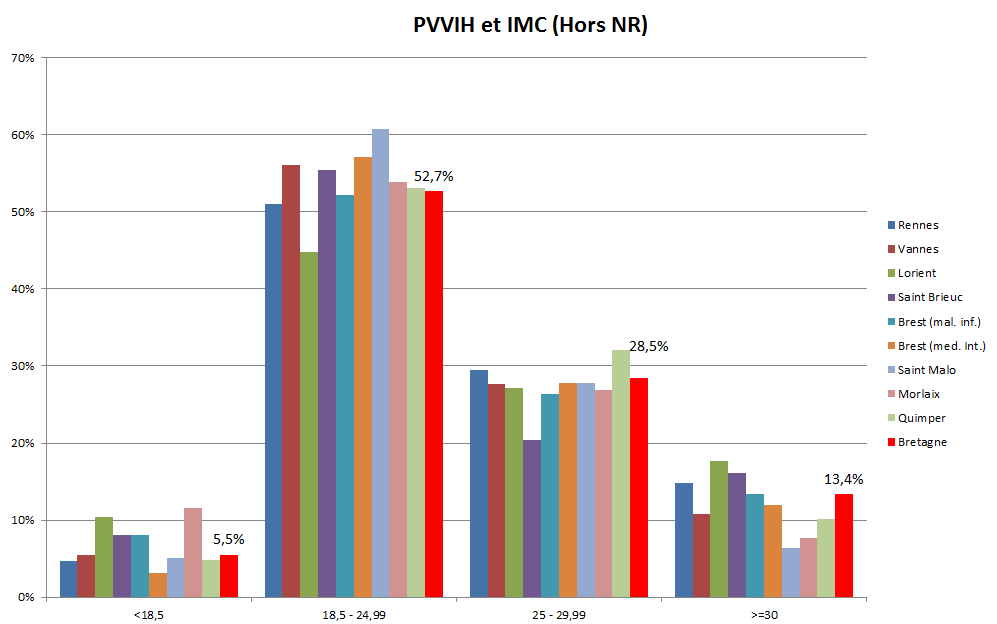 PVVIH et IMC (Hors NR)
70%
60%
50%
40%
30%
20%
10%
0%
52,7%
28,5%
13,4%
5,5%
<18,5
18,5 - 24,99
25 - 29,99
>=30
Rennes
Vannes
Lorient
Saint Brieuc
Brest (mal. inf.)
Brest (med. Int.)
Saint Malo
Morlaix
Quimper
Bretagne